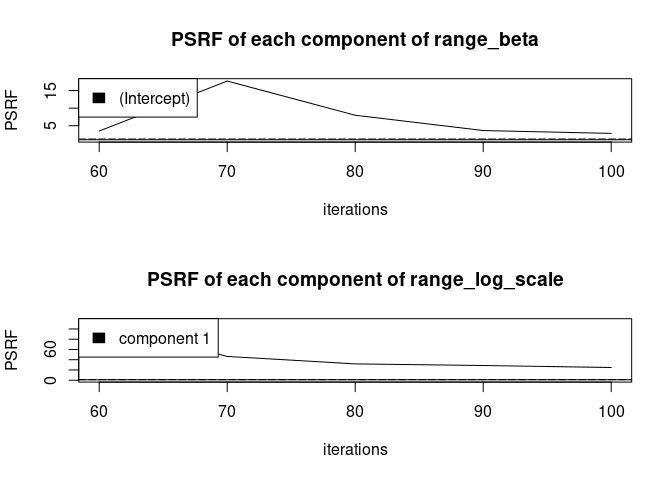 PSRF of each component of range_beta
PSRF
15
5
(Intercept)
60 70 80 90 100
iterations
PSRF of each component of range_log_scale
PSRF
60
0
component 1
60 70 80 90 100
iterations